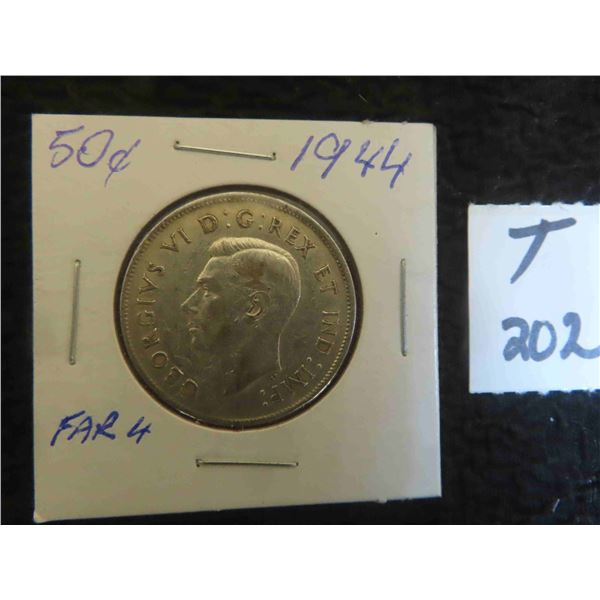 50¢ 1944
GEORGIVS VI D:G:REX ET IND:IMP:
FAR 4
T
202